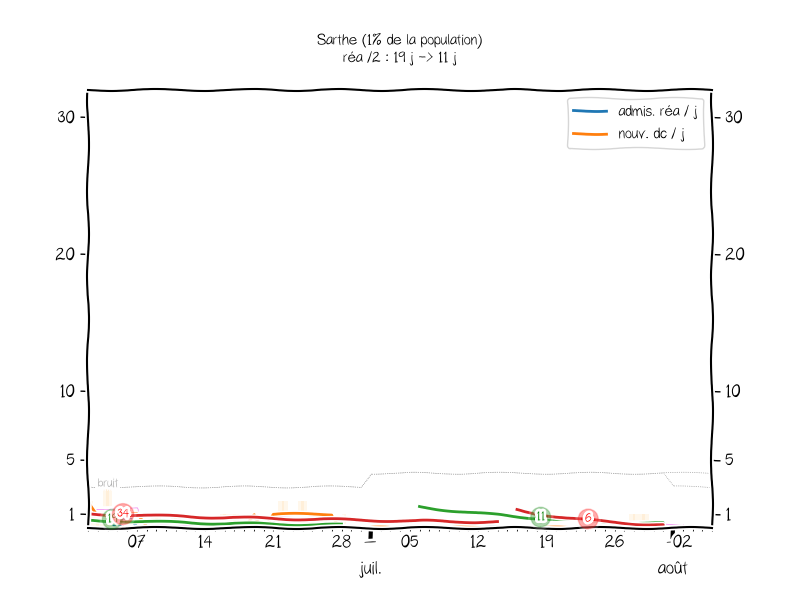 Sarthe (1% de la population)
réa /2 : 19 j -> 11 j
admis. réa / j
nouv. dc / j
30 30
20 20
10 10
5 5
bruit
1 34 11 6 1
07 14 21 28 05 12 19 26 02
juil. août